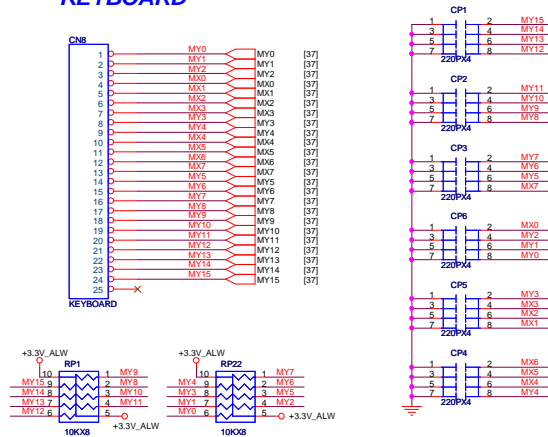 KEYBOARD
CN8
1 MY0 MY0 [37]
2 MY1 MY1 [37]
3 MY2 MY2 [37]
4 MX0 MX0 [37]
5 MX1 MX1 [37]
6 MX2 MX2 [37]
7 MX3 MX3 [37]
8 MY3 MY3 [37]
9 MY4 MY4 [37]
10 MX4 MX4 [37]
11 MX5 MX5 [37]
12 MX6 MX6 [37]
13 MX7 MX7 [37]
14 MY5 MY5 [37]
15 MY6 MY6 [37]
16 MY7 MY7 [37]
17 MY8 MY8 [37]
18 MY9 MY9 [37]
19 MY10 MY10 [37]
20 MY11 MY11 [37]
21 MY12 MY12 [37]
22 MY13 MY13 [37]
23 MY14 MY14 [37]
24 MY15 MY15 [37]
25
KEYBOARD
CP1
1 2 MY15
3 4 MY14
5 6 MY13
7 8 MY12
220PX4
CP2
1 2 MY11
3 4 MY10
5 6 MY9
7 8 MY8
220PX4
CP3
1 2 MY7
3 4 MY6
5 6 MY5
7 8 MX7
220PX4
CP6
1 2 MX0
3 4 MY2
5 6 MY1
7 8 MY0
220PX4
CP5
1 2 MY3
3 4 MX3
5 6 MX2
7 8 MX1
220PX4
CP4
1 2 MX6
3 4 MX5
5 6 MX4
7 8 MY4
220PX4
+3.3V_ALW
RP1
10 1 MY9
MY15 9 2 MY8
MY14 8 3 MY10
MY13 7 4 MY11
MY12 6 5 +3.3V_ALW
10KX8
+3.3V_ALW
RP22
10 1 MY7
MY4 9 2 MY6
MY3 8 3 MY5
MY1 7 4 MY2
MY0 6 5 +3.3V_ALW
10KX8